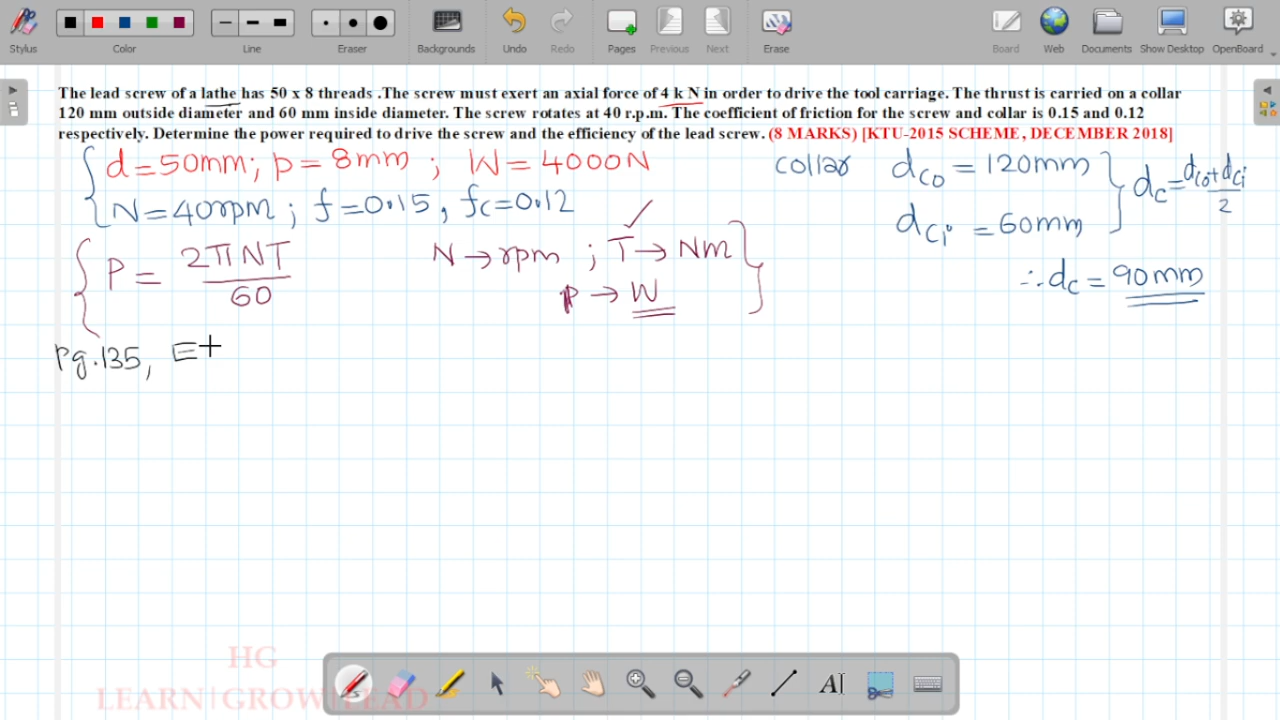 Stylus
Color
Line
Eraser
Backgrounds
Undo
Redo
Pages
Previous
Next
Erase
Board
Web
Documents
Show Desktop
OpenBoard
The lead screw of a lathe has 50 x 8 threads .The screw must exert an axial force of 4 k N in order to drive the tool carriage. The thrust is carried on a collar
120 mm outside diameter and 60 mm inside diameter. The screw rotates at 40 r.p.m. The coefficient of friction for the screw and collar is 0.15 and 0.12
respectively. Determine the power required to drive the screw and the efficiency of the lead screw. (8 MARKS) [KTU-2015 SCHEME, DECEMBER 2018]
d=50mm; p=8mm ; W=4000N
N=40rpm; f=0.15, fc=0.12
collar dco = 120mm
dci = 60mm
dc = dco+dci / 2
∴ dc = 90mm
P = 2πNT / 60
N → rpm ; T → Nm
P → W
Pg.135, E+
HG
LEARN|GROW|LEAD
AI